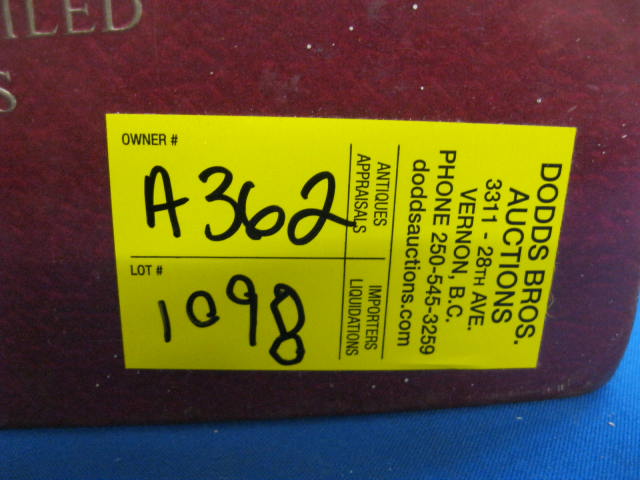 ILED
S
OWNER #
A362
LOT #
1098
ANTIQUES
APPRAISALS
IMPORTERS
LIQUIDATIONS
DODDS BROS.
AUCTIONS
3311 - 28TH AVE.
VERNON, B.C.
PHONE 250-545-3259
doddsauctions.com